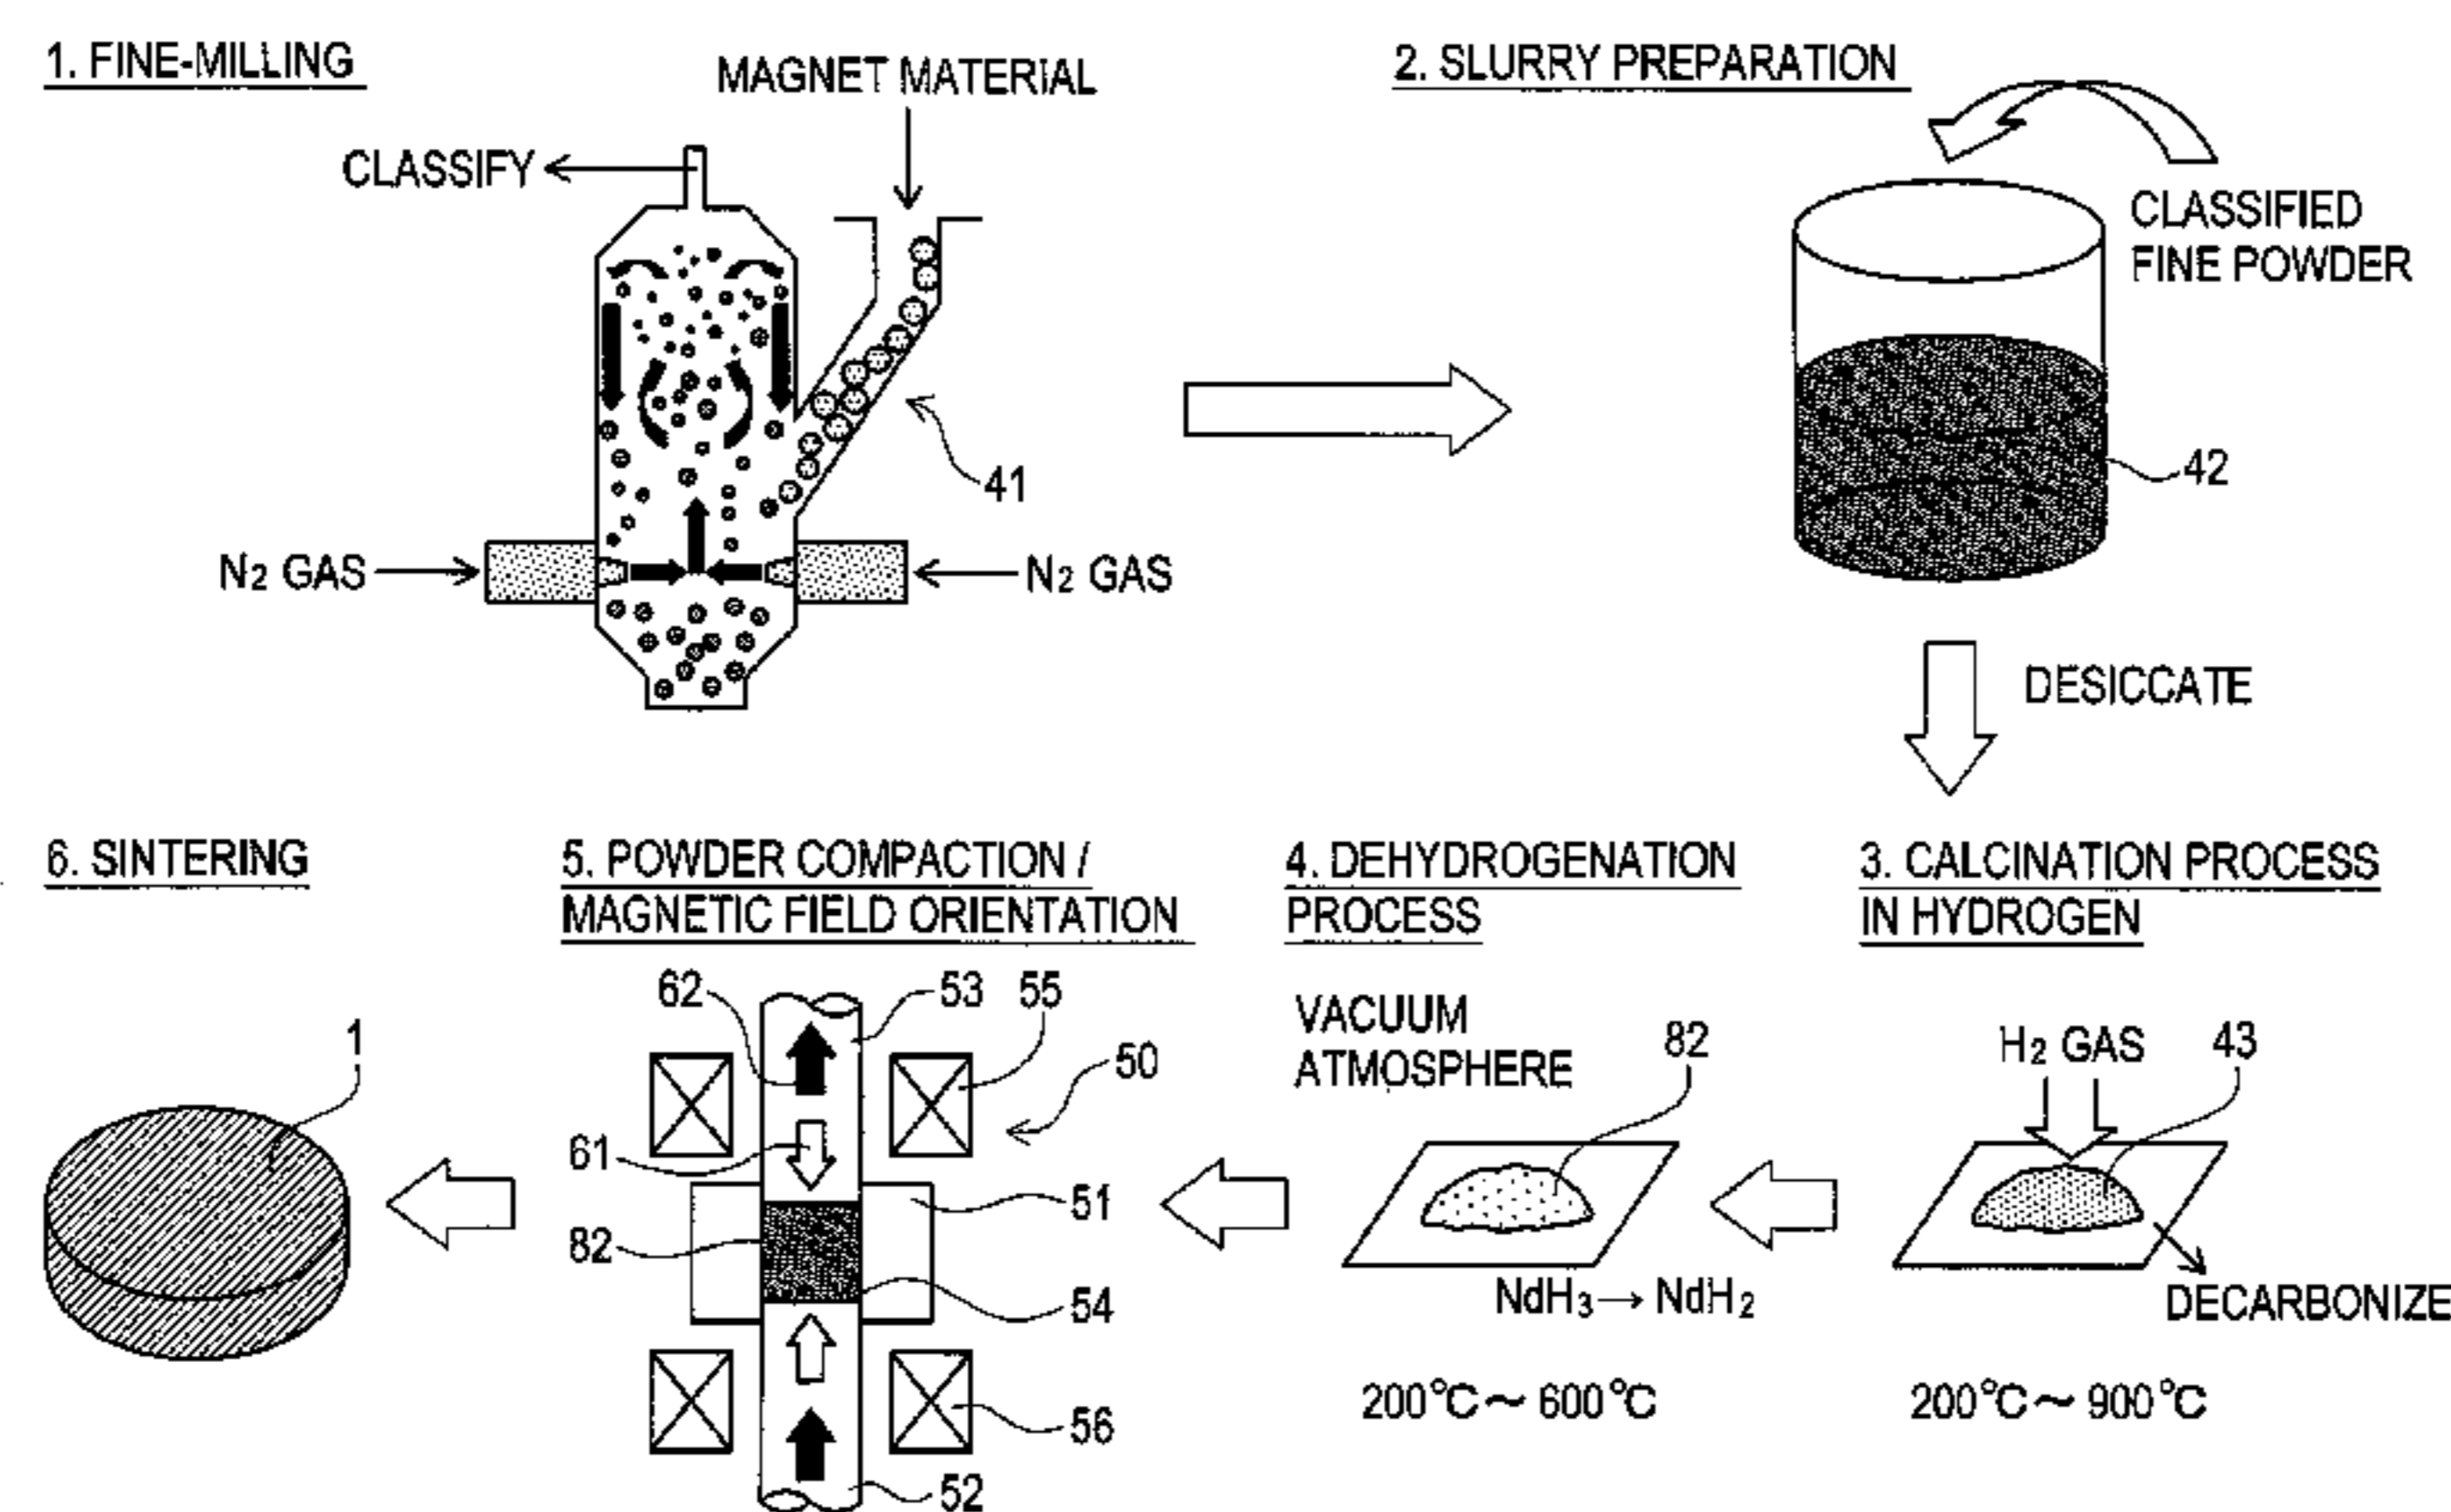 1. FINE-MILLING
MAGNET MATERIAL
CLASSIFY
41
N2 GAS
N2 GAS
2. SLURRY PREPARATION
CLASSIFIED
FINE POWDER
42
DESICCATE
3. CALCINATION PROCESS
IN HYDROGEN
H2 GAS
43
DECARBONIZE
200℃～900℃
4. DEHYDROGENATION
PROCESS
VACUUM
ATMOSPHERE
82
NdH3→NdH2
200℃～600℃
5. POWDER COMPACTION /
MAGNETIC FIELD ORIENTATION
62
53
55
50
61
51
82
54
56
52
6. SINTERING
1